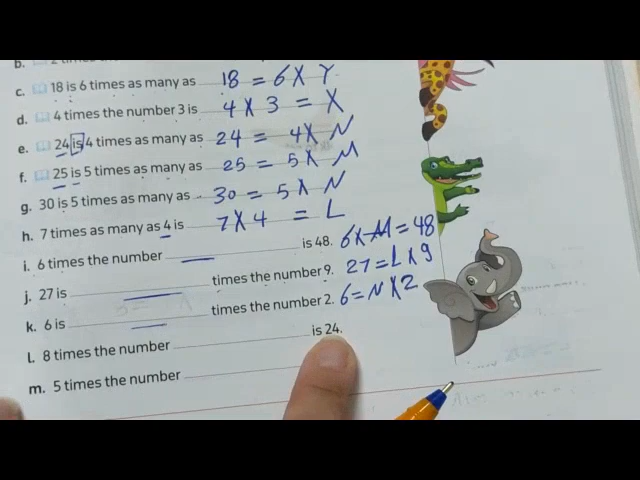 c. 18 is 6 times as many as 18 = 6 X Y
d. 4 times the number 3 is 4 X 3 = X
e. 24 is 4 times as many as 24 = 4 X N
f. 25 is 5 times as many as 25 = 5 X M
g. 30 is 5 times as many as 30 = 5 X N
h. 7 times as many as 4 is 7 X 4 = L
i. 6 times the number is 48. 6 X M = 48
j. 27 is times the number 9. 27 = L X 9
k. 6 is times the number 2. 6 = N X 2
l. 8 times the number is 24.
m. 5 times the number